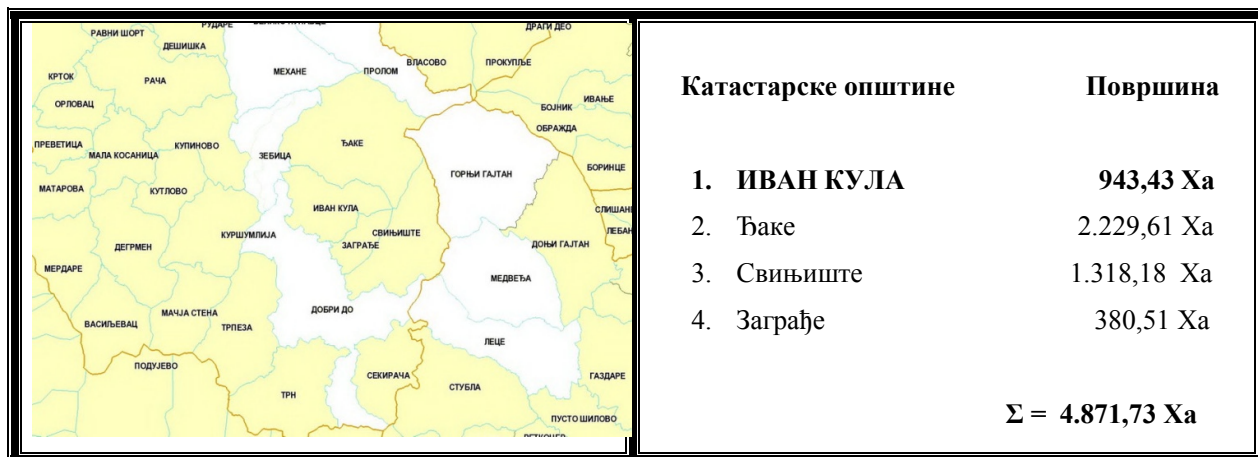 РУДАРЕ
ДРАГИ ДЕО
РАВНИ ШОРТ
ДЕШИШКА
МЕХАНЕ
ПРОЛОМ
ВЛАСОВО
ПРОКУПЉЕ
КРТОК
РАЧА
ОРЛОВАЦ
БОЈНИК
ИВАЊЕ
ОБРАЖДА
ПРЕВЕТИЦА
МАЛА КОСАНИЦА
КУПИНОВО
ЗЕБИЦА
ЂАКЕ
ГОРЊИ ГАЈТАН
БОРИНЦЕ
МАТАРОВА
КУТЛОВО
ИВАН КУЛА
СЛИШАНЕ
ДЕГРМЕН
КУРШУМЛИЈА
ЗАГРАЂЕ
СВИЊИШТЕ
ДОЊИ ГАЈТАН
ЛЕБАН
МЕРДАРЕ
МЕДВЕЂА
ВАСИЉЕВАЦ
МАЧЈА СТЕНА
ТРПЕЗА
ДОБРИ ДО
ЛЕЦЕ
ПОДУЈЕВО
ТРН
СЕКИРАЧА
СТУБЛА
ГАЗДАРЕ
ПУСТО ШИЛОВО
Катастарске општине Површина
1. ИВАН КУЛА 943,43 Ха
2. Ђаке 2.229,61 Ха
3. Свињиште 1.318,18 Ха
4. Заграђе 380,51 Ха
Σ = 4.871,73 Ха